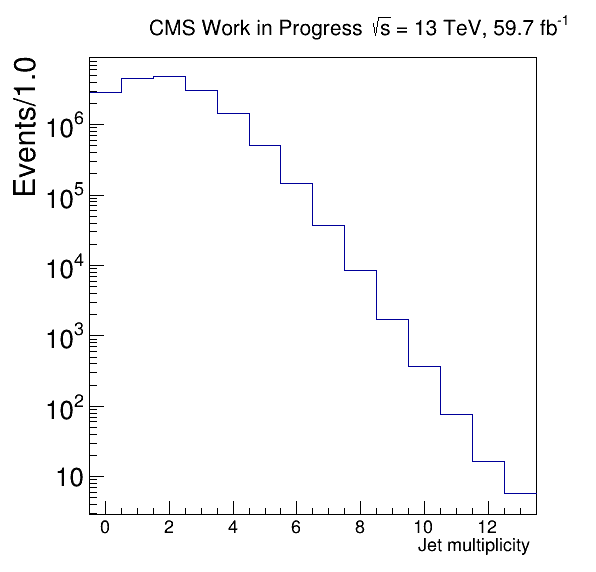 CMS Work in Progress √s = 13 TeV, 59.7 fb⁻¹
Events/1.0
10⁶
10⁵
10⁴
10³
10²
10
0 2 4 6 8 10 12
Jet multiplicity